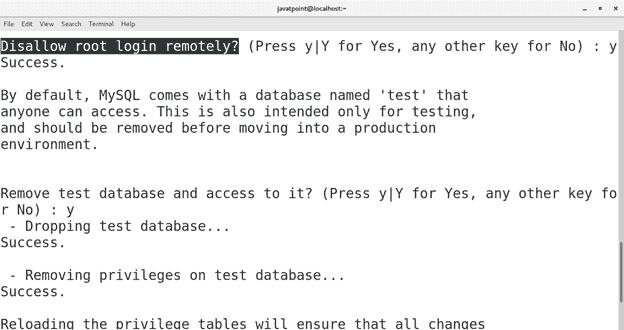 javatpoint@localhost:~
File Edit View Search Terminal Help
Disallow root login remotely? (Press y|Y for Yes, any other key for No) : y
Success.
By default, MySQL comes with a database named 'test' that
anyone can access. This is also intended only for testing,
and should be removed before moving into a production
environment.
Remove test database and access to it? (Press y|Y for Yes, any other key fo
r No) : y
- Dropping test database...
Success.
- Removing privileges on test database...
Success.
Reloading the privilege tables will ensure that all changes